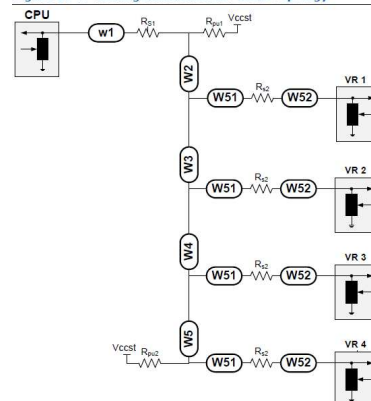 CPU
w1
RS1
Rpu1
Vccst
W2
VR 1
W51
Rs2
W52
W3
VR 2
W51
Rs2
W52
W4
VR 3
W51
Rs2
W52
W5
Vccst
Rpu2
VR 4
W51
Rs2
W52